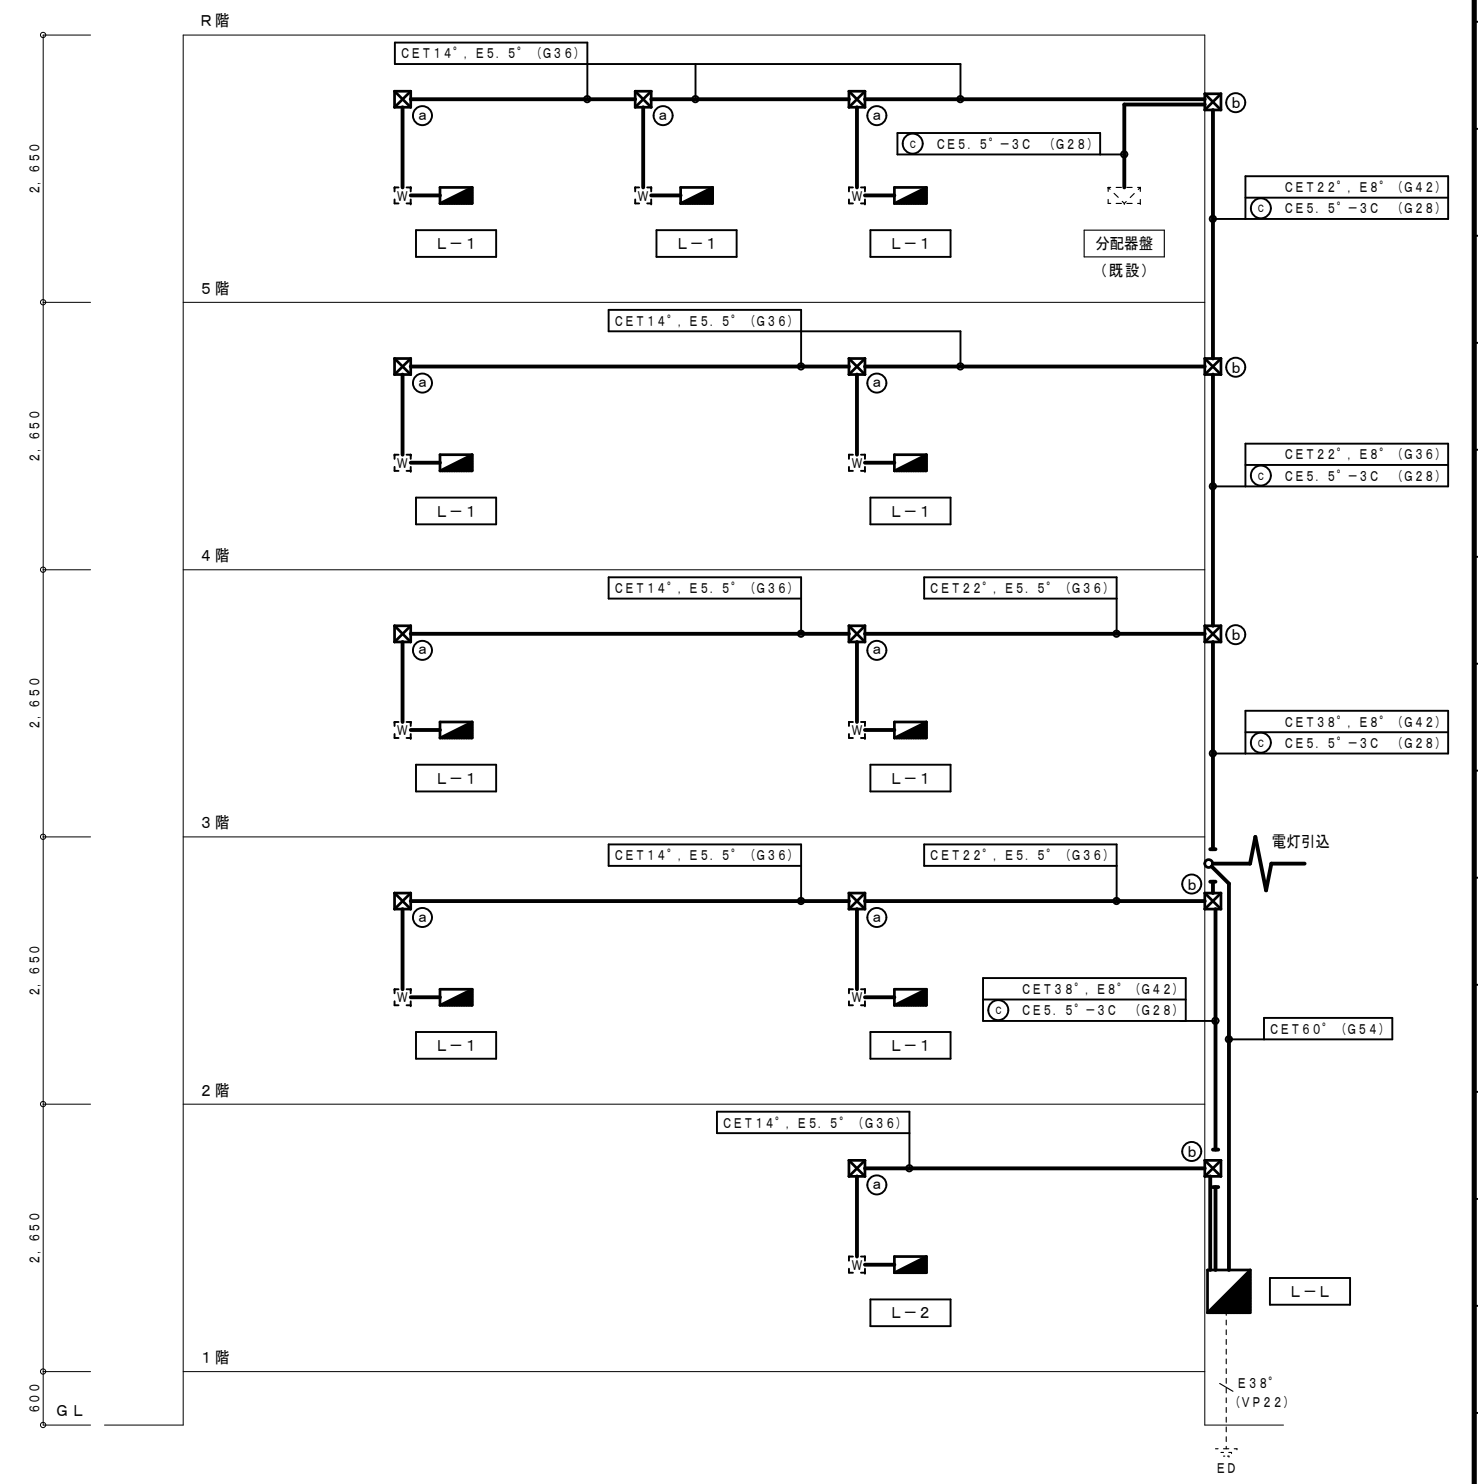 R階
CET14°, E5.5° (G36)
ⓐ ⓐ ⓐ ⓑ
ⓒ CE5.5°−3C (G28)
2,650
CET22°, E8° (G42)
ⓒ CE5.5°−3C (G28)
W W W
L−1 L−1 L−1
分配器盤
(既設)
5階
CET14°, E5.5° (G36)
ⓐ ⓐ ⓑ
2,650
CET22°, E8° (G36)
ⓒ CE5.5°−3C (G28)
W W
L−1 L−1
4階
CET14°, E5.5° (G36)
CET22°, E5.5° (G36)
ⓐ ⓐ ⓑ
2,650
CET38°, E8° (G42)
ⓒ CE5.5°−3C (G28)
W W
L−1 L−1
3階
電灯引込
CET14°, E5.5° (G36)
CET22°, E5.5° (G36)
ⓐ ⓐ ⓑ
2,650
CET38°, E8° (G42)
ⓒ CE5.5°−3C (G28)
W W
CET60° (G54)
L−1 L−1
2階
CET14°, E5.5° (G36)
ⓐ ⓑ
2,650
W
L−L
L−2
1階
600
GL
E38°
(VP22)
ED